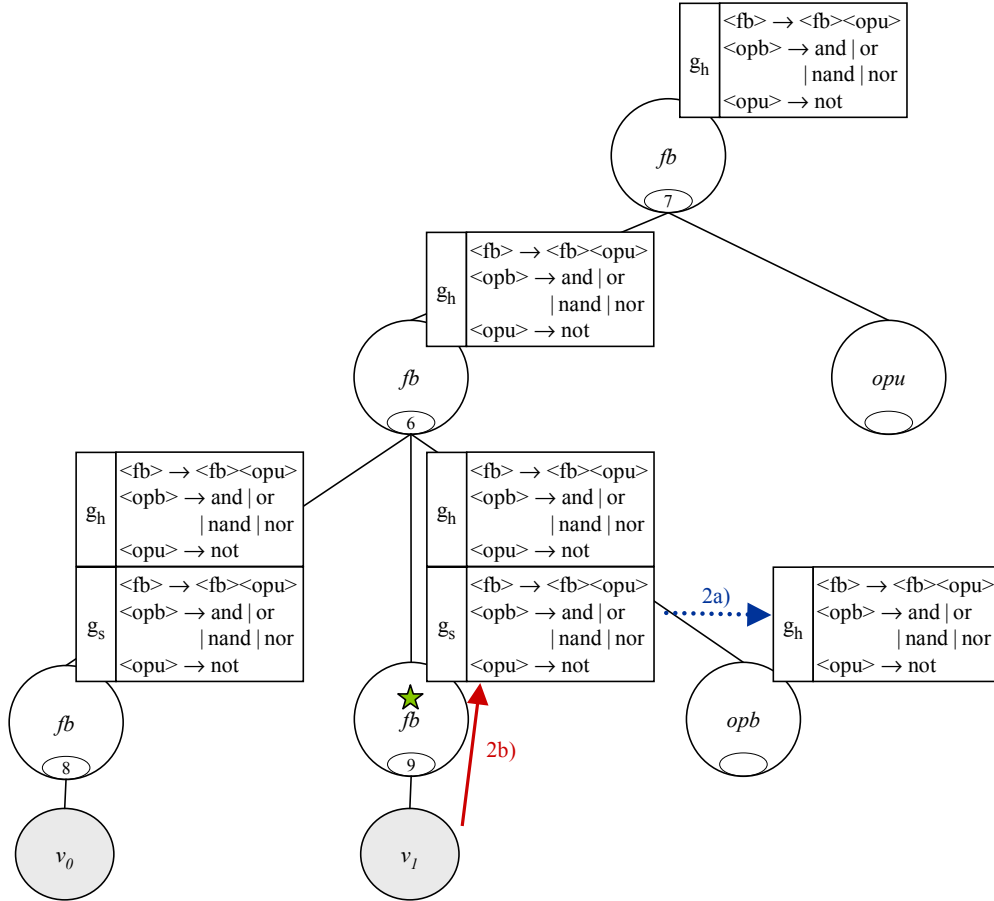 <fb> → <fb><opu>
<opb> → and | or
| nand | nor
<opu> → not
g_h
fb
7
<fb> → <fb><opu>
<opb> → and | or
| nand | nor
<opu> → not
g_h
fb
6
opu
<fb> → <fb><opu>
<opb> → and | or
| nand | nor
<opu> → not
g_h
<fb> → <fb><opu>
<opb> → and | or
| nand | nor
<opu> → not
g_s
<fb> → <fb><opu>
<opb> → and | or
| nand | nor
<opu> → not
g_h
<fb> → <fb><opu>
<opb> → and | or
| nand | nor
<opu> → not
g_s
2a)
<fb> → <fb><opu>
<opb> → and | or
| nand | nor
<opu> → not
g_h
fb
8
fb
9
2b)
opb
v_0
v_1